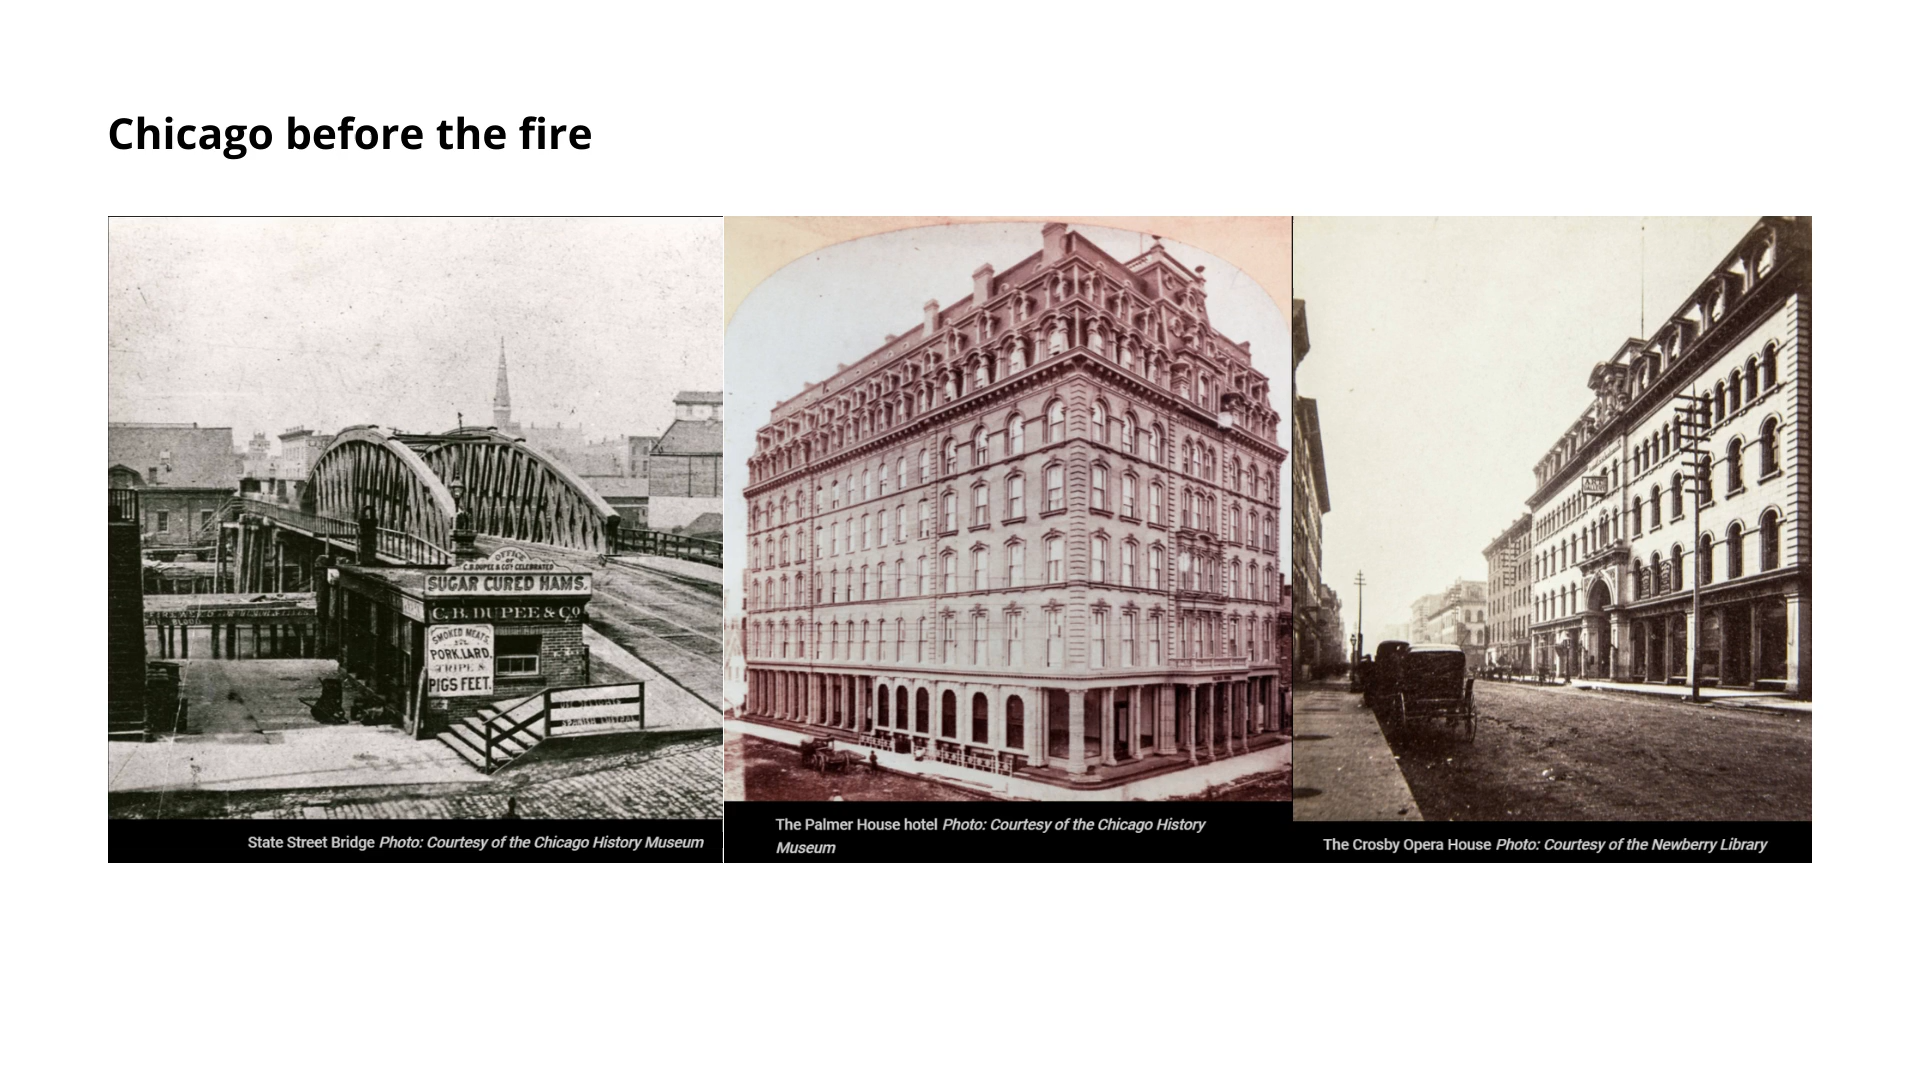 Chicago before the fire
OFFICE
OF
C.B. DUPEE & CO'S CELEBRATED
SUGAR CURED HAMS.
C.B. DUPEE & CO
SMOKED MEATS,
PORK, LARD,
TRIPE &
PIGS FEET.
State Street Bridge Photo: Courtesy of the Chicago History Museum
The Palmer House hotel Photo: Courtesy of the Chicago History
Museum
The Crosby Opera House Photo: Courtesy of the Newberry Library